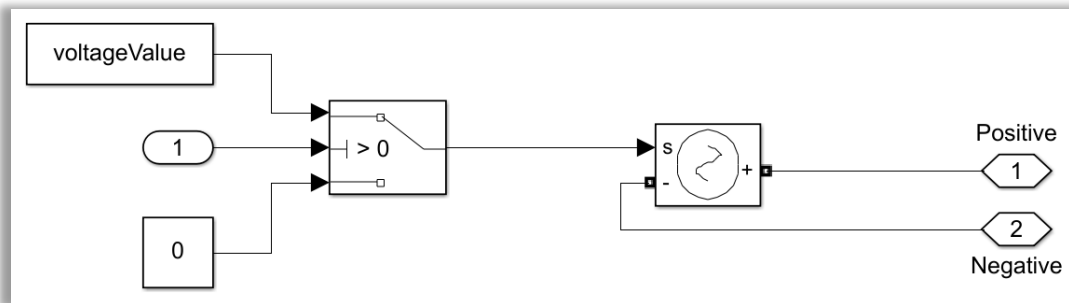 voltageValue
1
> 0
0
s
-
+
Positive
1
2
Negative